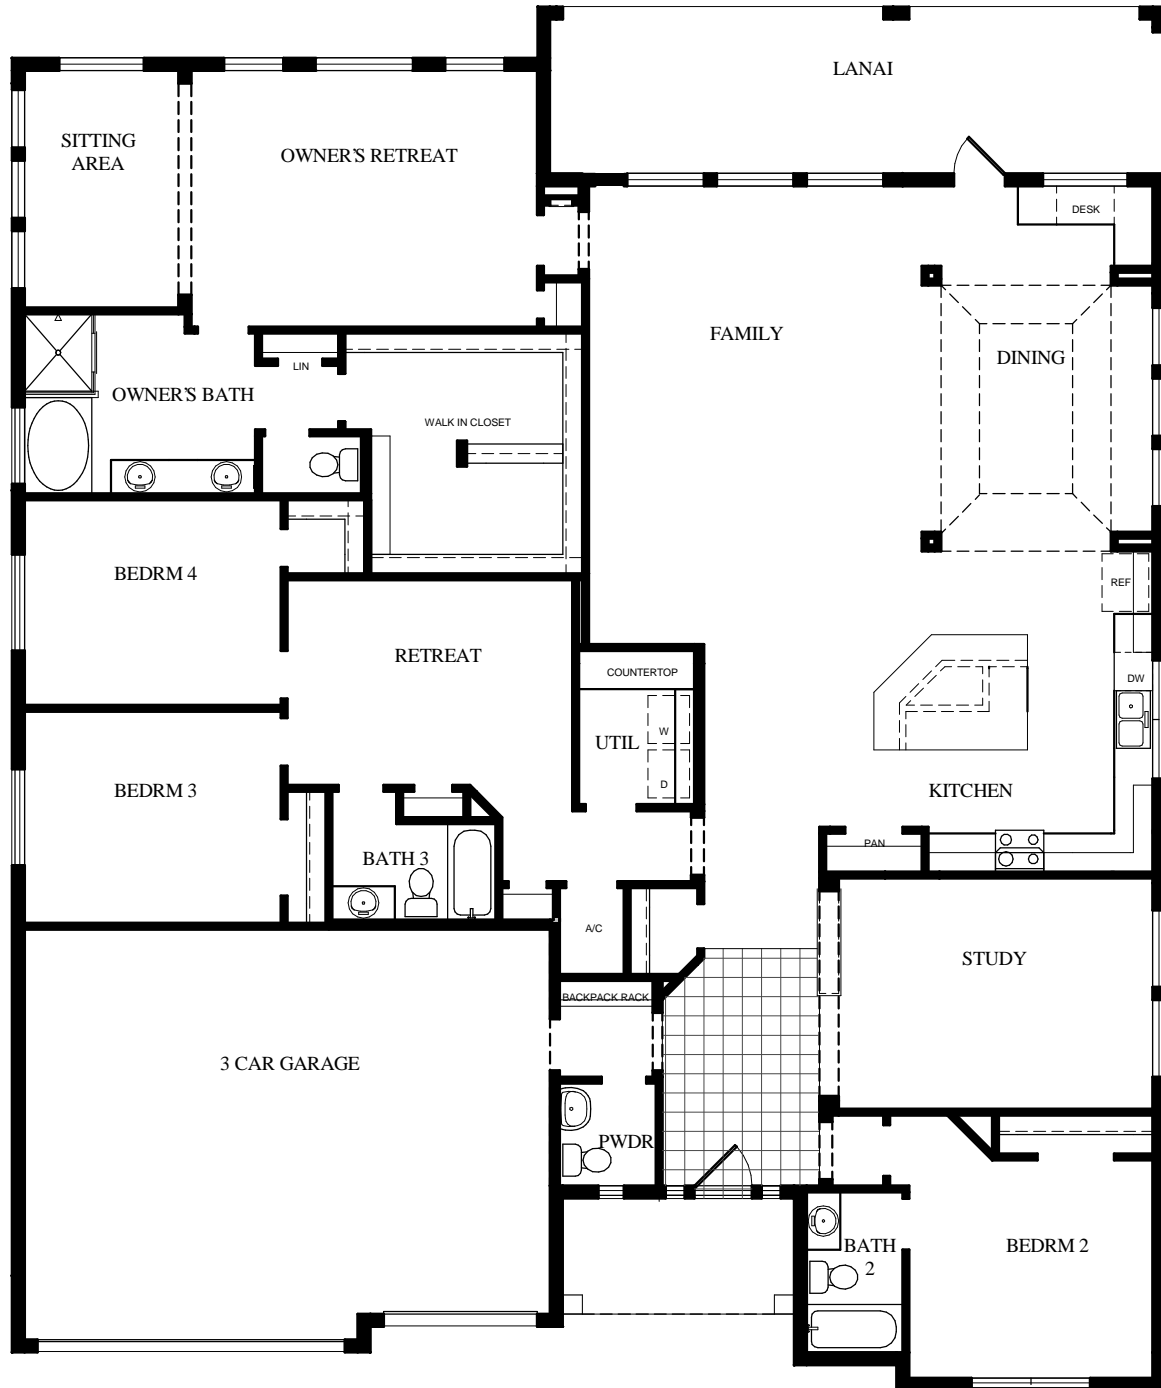 LANAI
SITTING
AREA
OWNER'S RETREAT
DESK
FAMILY
DINING
LIN
OWNER'S BATH
WALK IN CLOSET
BEDRM 4
REF
RETREAT
COUNTERTOP
DW
W
UTIL
D
BEDRM 3
KITCHEN
PAN
BATH 3
A/C
STUDY
BACKPACK RACK
3 CAR GARAGE
PWDR
BATH
2
BEDRM 2